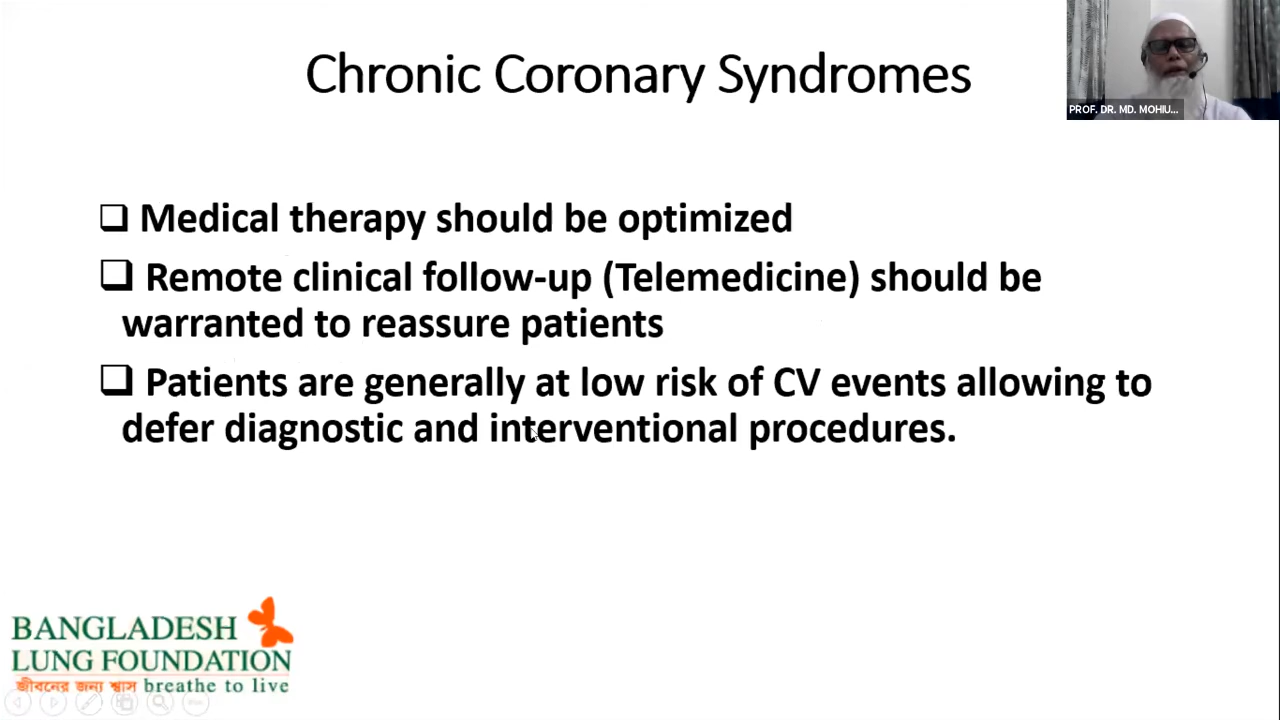 Chronic Coronary Syndromes
PROF. DR. MD. MOHIU...
❑ Medical therapy should be optimized
❑ Remote clinical follow-up (Telemedicine) should be
warranted to reassure patients
❑ Patients are generally at low risk of CV events allowing to
defer diagnostic and interventional procedures.
BANGLADESH
LUNG FOUNDATION
জীবনের জন্য শ্বাস breathe to live